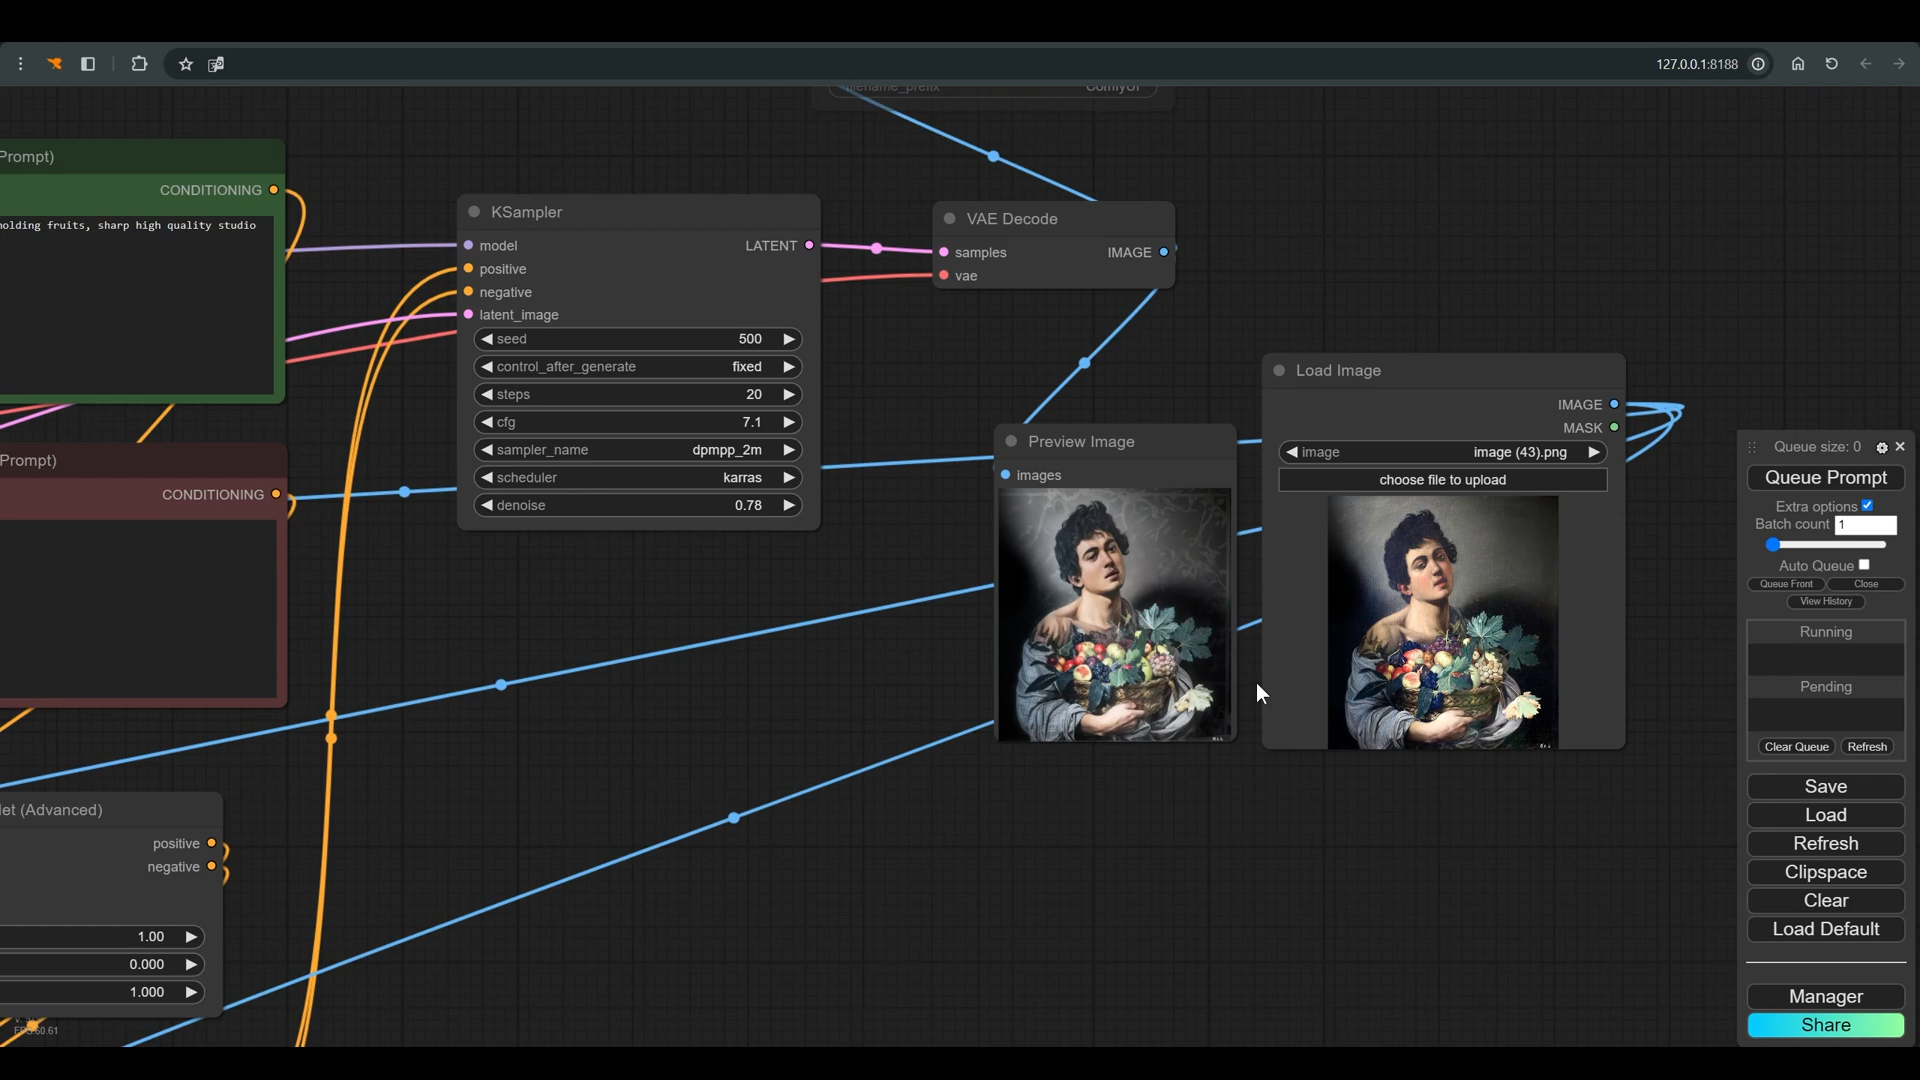 127.0.0.1:8188
filename_prefix
ComfyUI
Prompt)
CONDITIONING
holding fruits, sharp high quality studio
KSampler
model
LATENT
positive
negative
latent_image
seed 500
control_after_generate fixed
steps 20
cfg 7.1
sampler_name dpmpp_2m
scheduler karras
denoise 0.78
VAE Decode
samples IMAGE
vae
Prompt)
CONDITIONING
Preview Image
images
Load Image
IMAGE
MASK
image image (43).png
choose file to upload
let (Advanced)
positive
negative
1.00
0.000
1.000
Queue size: 0
Queue Prompt
Extra options
Batch count 1
Auto Queue
Queue Front Close
View History
Running
Pending
Clear Queue Refresh
Save
Load
Refresh
Clipspace
Clear
Load Default
Manager
Share